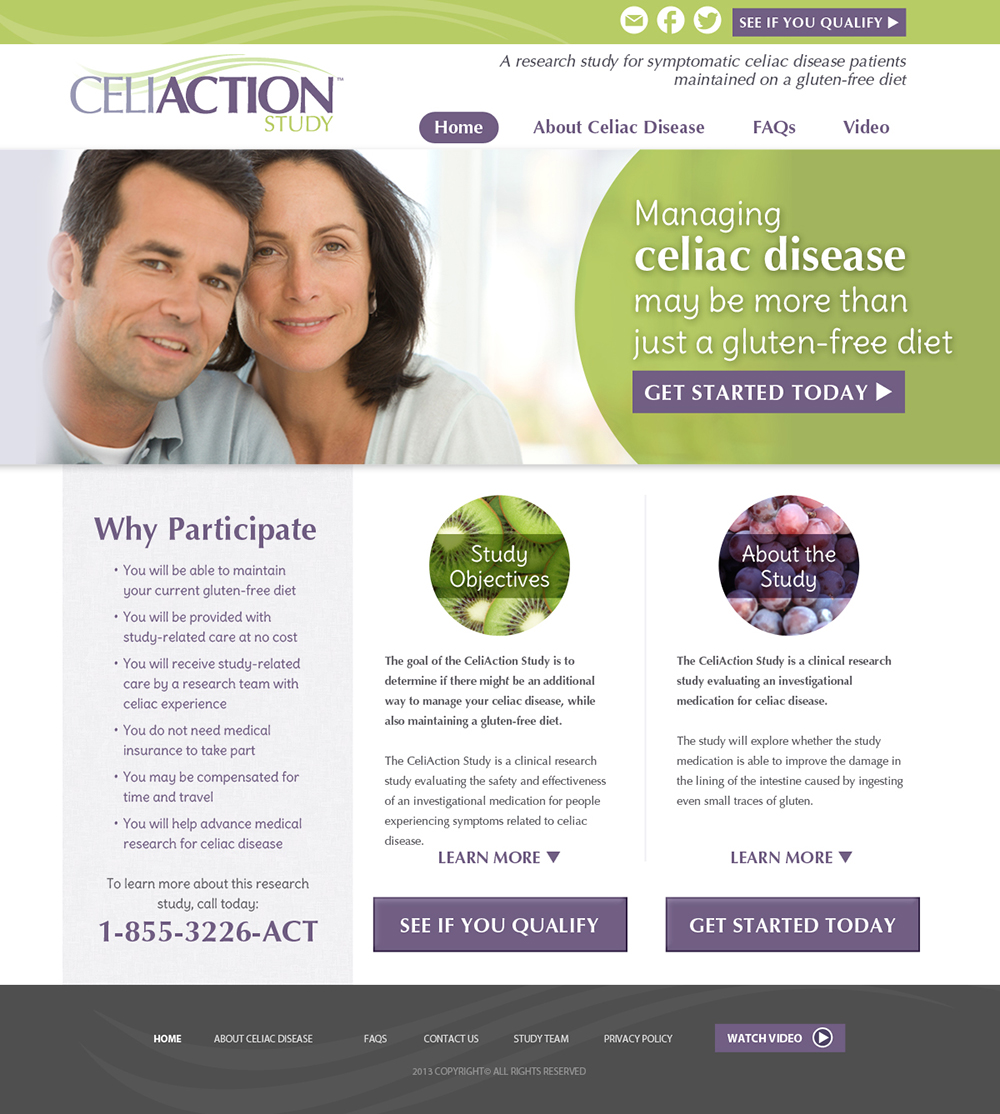 SEE IF YOU QUALIFY
CELIACTION™
STUDY
A research study for symptomatic celiac disease patients
maintained on a gluten-free diet
Home
About Celiac Disease
FAQs
Video
Managing
celiac disease
may be more than
just a gluten-free diet
GET STARTED TODAY
Why Participate
• You will be able to maintain
your current gluten-free diet
• You will be provided with
study-related care at no cost
• You will receive study-related
care by a research team with
celiac experience
• You do not need medical
insurance to take part
• You may be compensated for
time and travel
• You will help advance medical
research for celiac disease
To learn more about this research
study, call today:
1-855-3226-ACT
Study
Objectives
The goal of the CeliAction Study is to
determine if there might be an additional
way to manage your celiac disease, while
also maintaining a gluten-free diet.
The CeliAction Study is a clinical research
study evaluating the safety and effectiveness
of an investigational medication for people
experiencing symptoms related to celiac
disease.
LEARN MORE
SEE IF YOU QUALIFY
About the
Study
The CeliAction Study is a clinical research
study evaluating an investigational
medication for celiac disease.
The study will explore whether the study
medication is able to improve the damage in
the lining of the intestine caused by ingesting
even small traces of gluten.
LEARN MORE
GET STARTED TODAY
HOME
ABOUT CELIAC DISEASE
FAQS
CONTACT US
STUDY TEAM
PRIVACY POLICY
WATCH VIDEO
2013 COPYRIGHT© ALL RIGHTS RESERVED